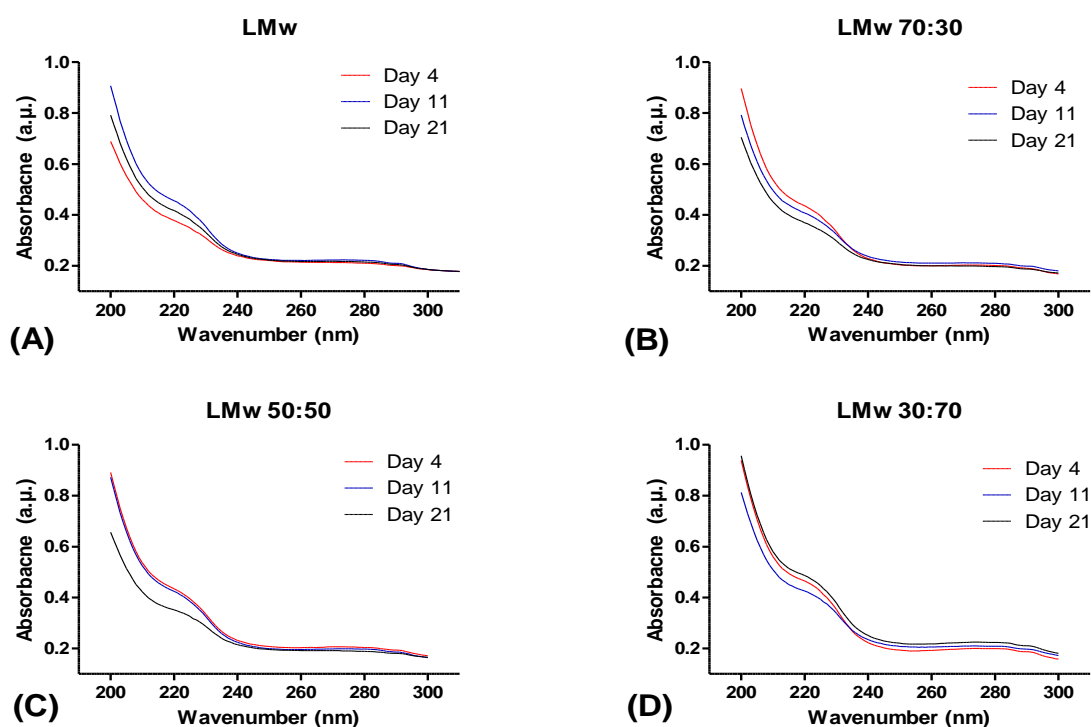 LMw
Absorbacne (a.µ.)
1.0
0.8
0.6
0.4
0.2
Day 4
Day 11
Day 21
200 220 240 260 280 300
Wavenumber (nm)
(A)
LMw 70:30
Absorbacne (a.µ.)
1.0
0.8
0.6
0.4
0.2
Day 4
Day 11
Day 21
200 220 240 260 280 300
Wavenumber (nm)
(B)
LMw 50:50
Absorbacne (a.µ.)
1.0
0.8
0.6
0.4
0.2
Day 4
Day 11
Day 21
200 220 240 260 280 300
Wavenumber (nm)
(C)
LMw 30:70
Absorbacne (a.µ.)
1.0
0.8
0.6
0.4
0.2
Day 4
Day 11
Day 21
200 220 240 260 280 300
Wavenumber (nm)
(D)